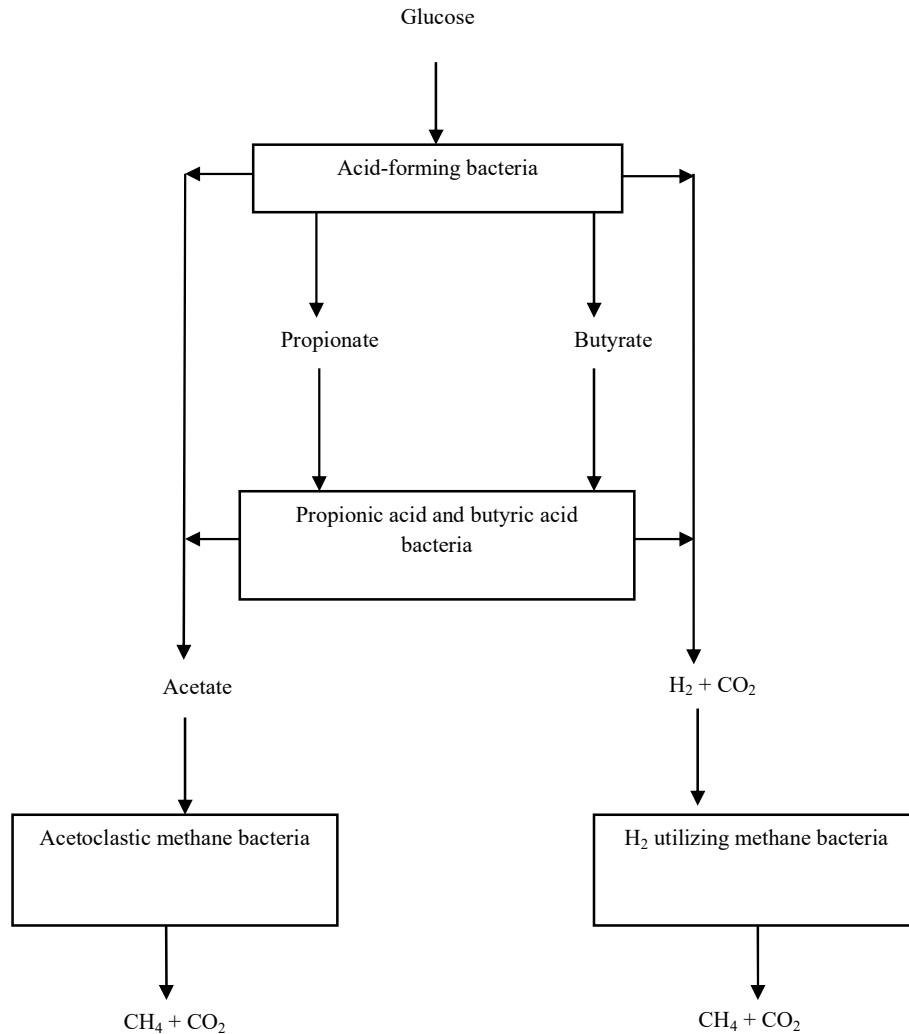 Glucose
Acid-forming bacteria
Propionate
Butyrate
Propionic acid and butyric acid
bacteria
Acetate
H₂ + CO₂
Acetoclastic methane bacteria
H₂ utilizing methane bacteria
CH₄ + CO₂
CH₄ + CO₂